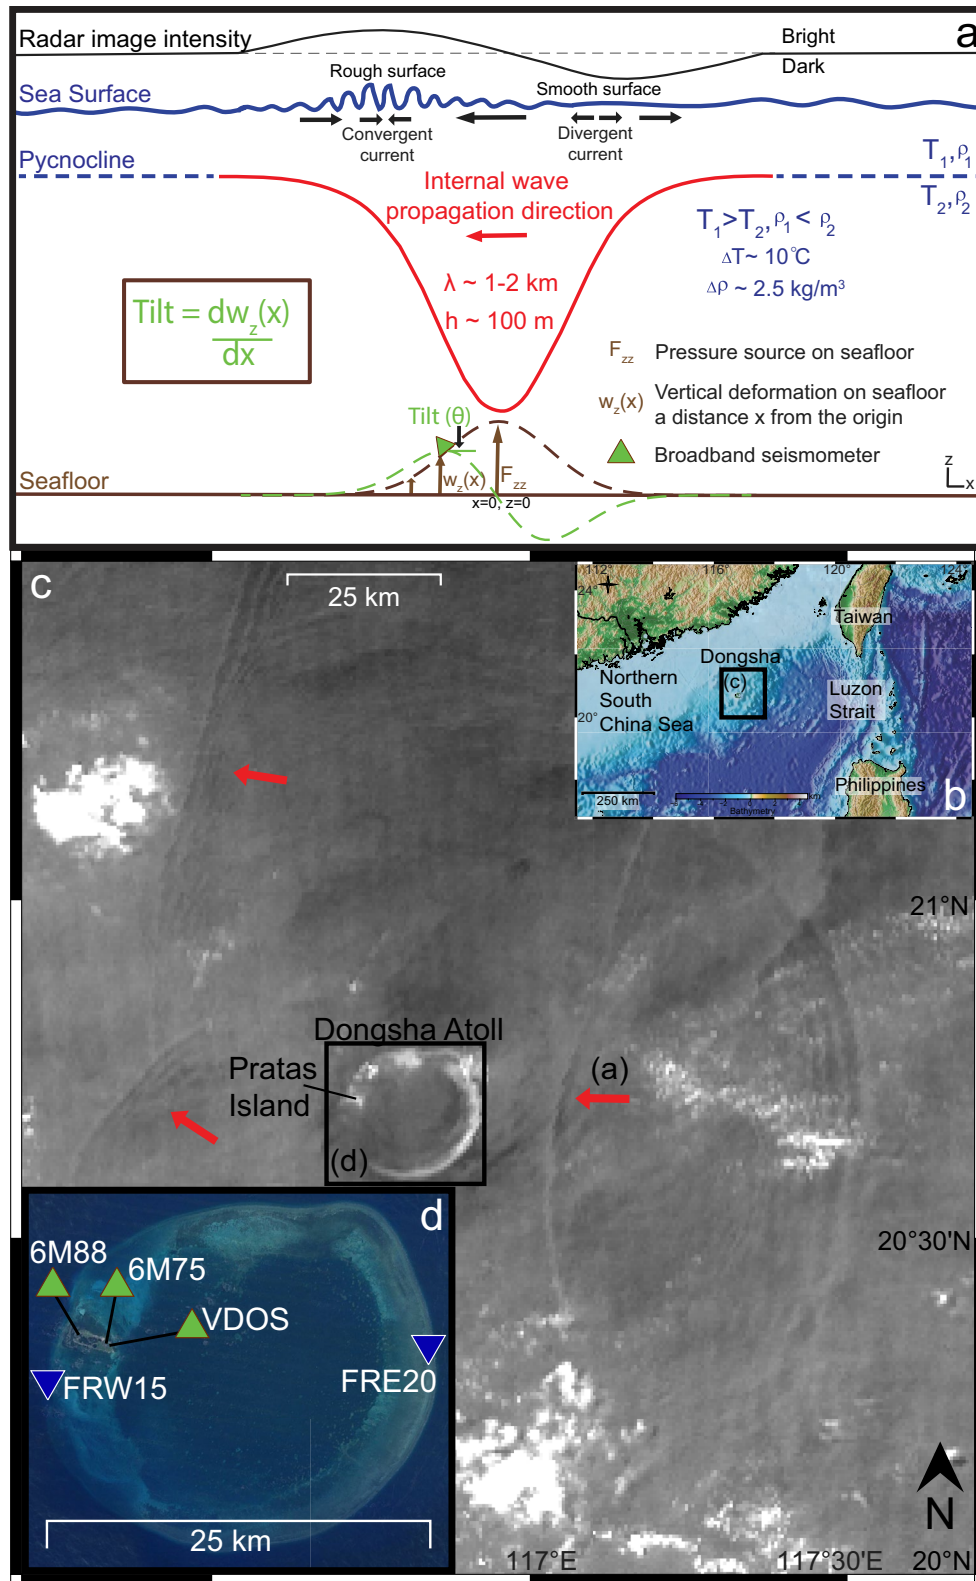 a
Radar image intensity
Bright
Dark
Rough surface
Smooth surface
Sea Surface
Convergent
current
Divergent
current
Pycnocline
T1,ρ1
T2,ρ2
Internal wave
propagation direction
T1>T2,ρ1 < ρ2
ΔT~ 10°C
Δρ ~ 2.5 kg/m³
λ ~ 1-2 km
h ~ 100 m
Tilt = dwz(x)
dx
Fzz Pressure source on seafloor
wz(x) Vertical deformation on seafloor
a distance x from the origin
Broadband seismometer
Tilt (θ)
Seafloor
wz(x)
Fzz
x=0, z=0
z
x
c
25 km
112°
116°
120°
124°
24°
Taiwan
Dongsha
(c)
Northern
South
China Sea
Luzon
Strait
20°
Philippines
250 km
km
Bathymetry
b
21°N
Dongsha Atoll
Pratas
Island
(a)
(d)
20°30'N
d
6M88
6M75
VDOS
FRW15
FRE20
25 km
N
117°E
117°30'E
20°N